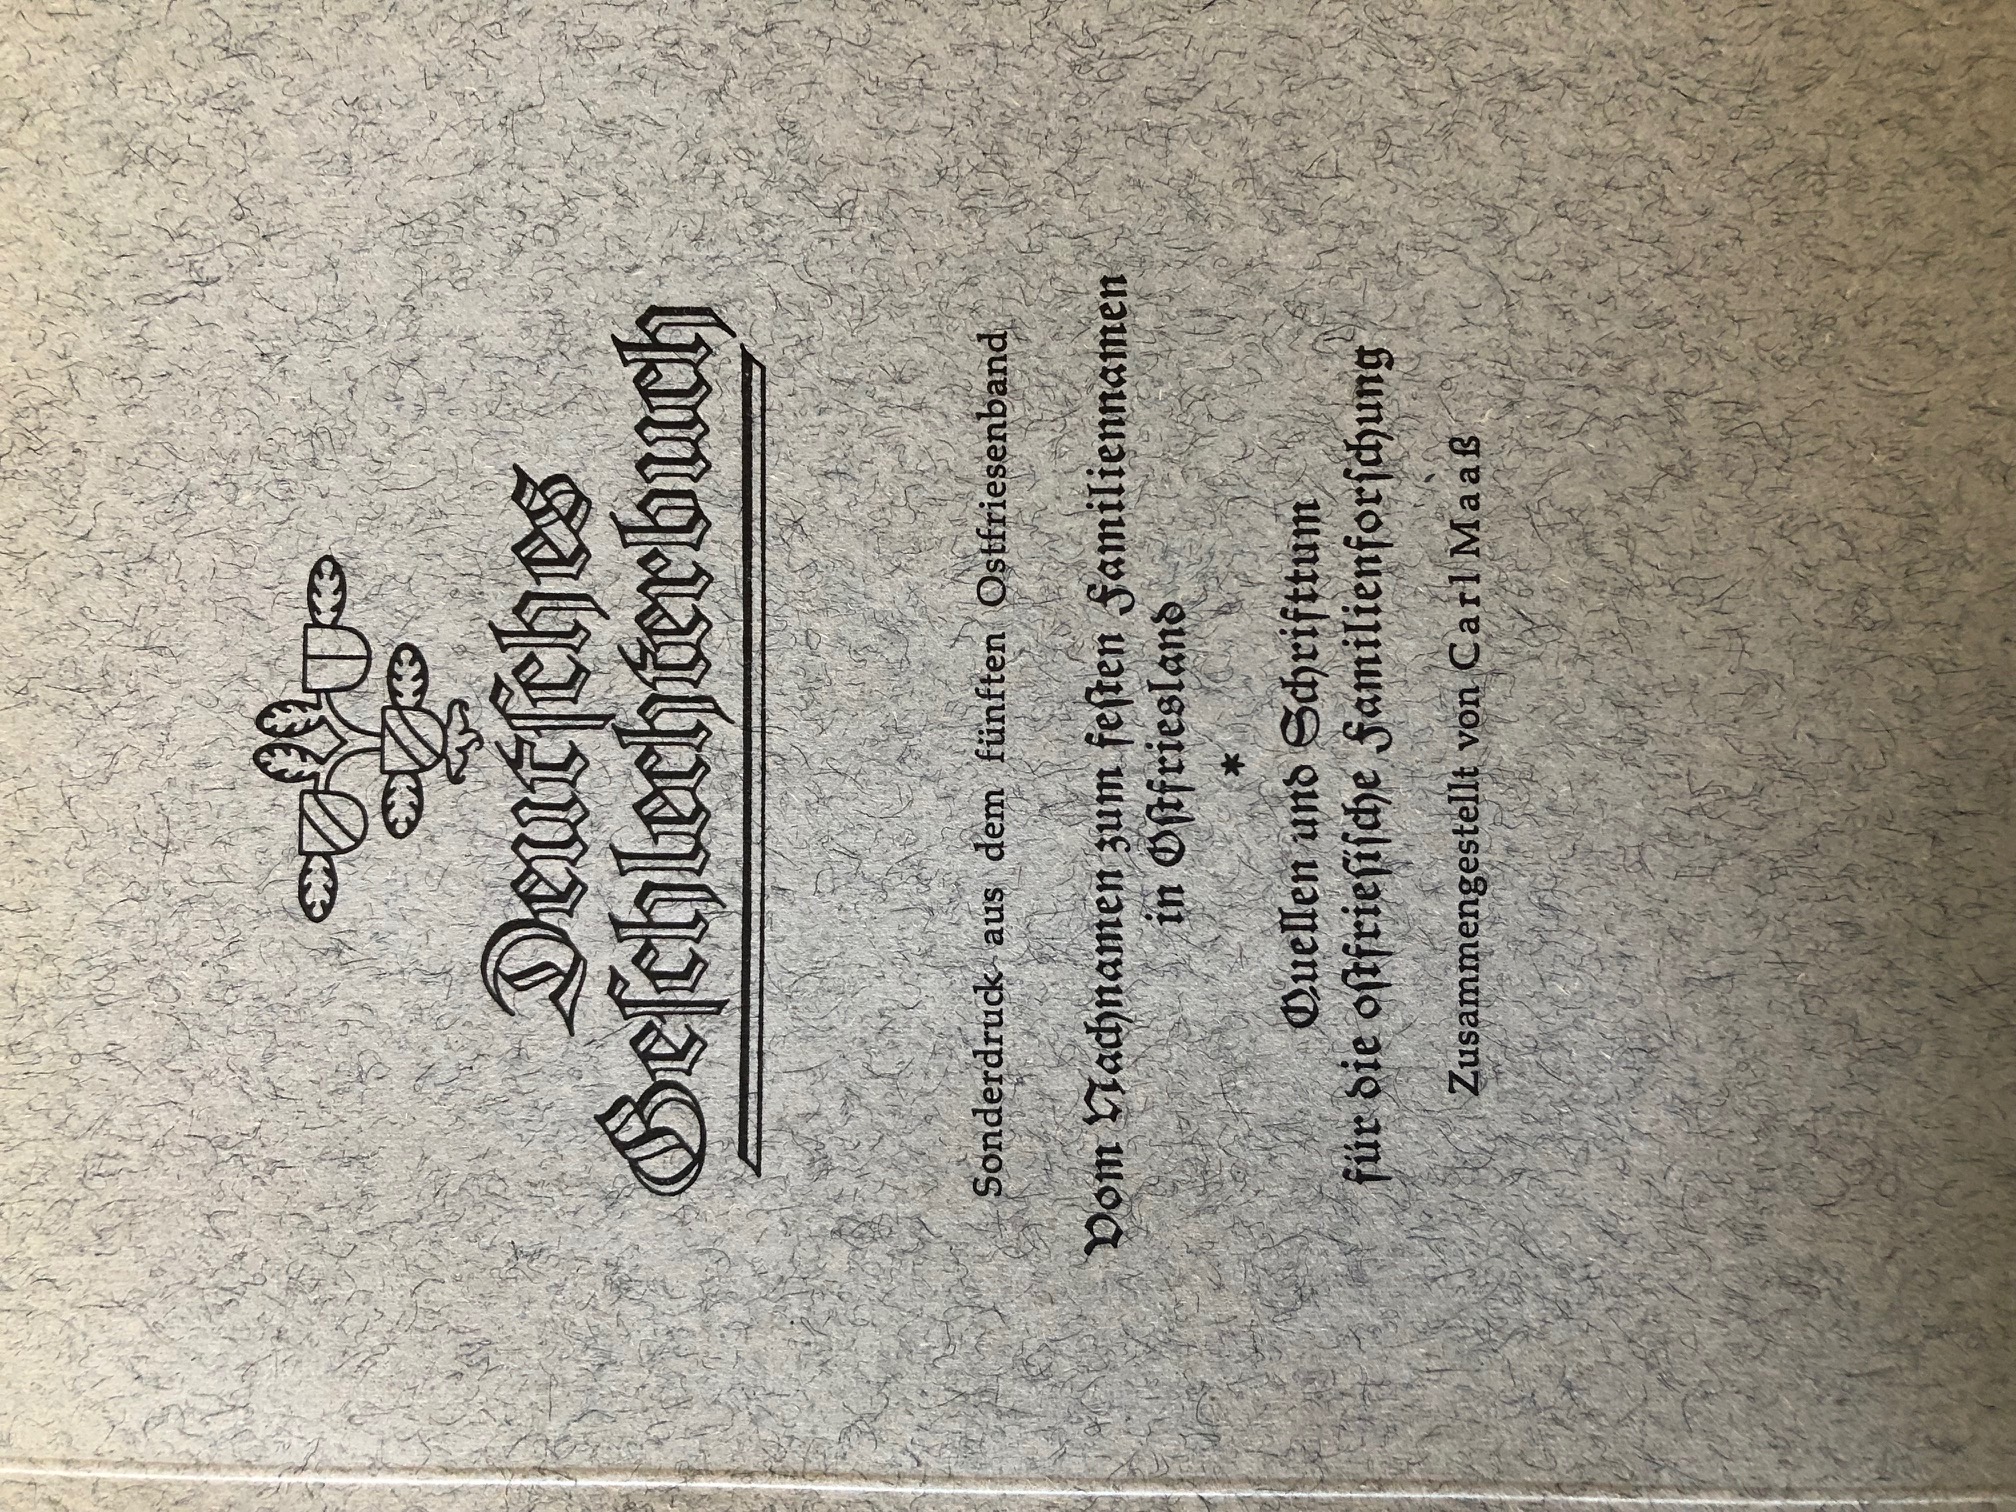 Deutsches
Geschlechterbuch
Sonderdruck aus dem fünften Ostfriesenband
Vom Nachnamen zum festen Familiennamen
in Ostfriesland
*
Quellen und Schrifttum
für die ostfriesische Familienforschung
Zusammengestellt von Carl Maaß